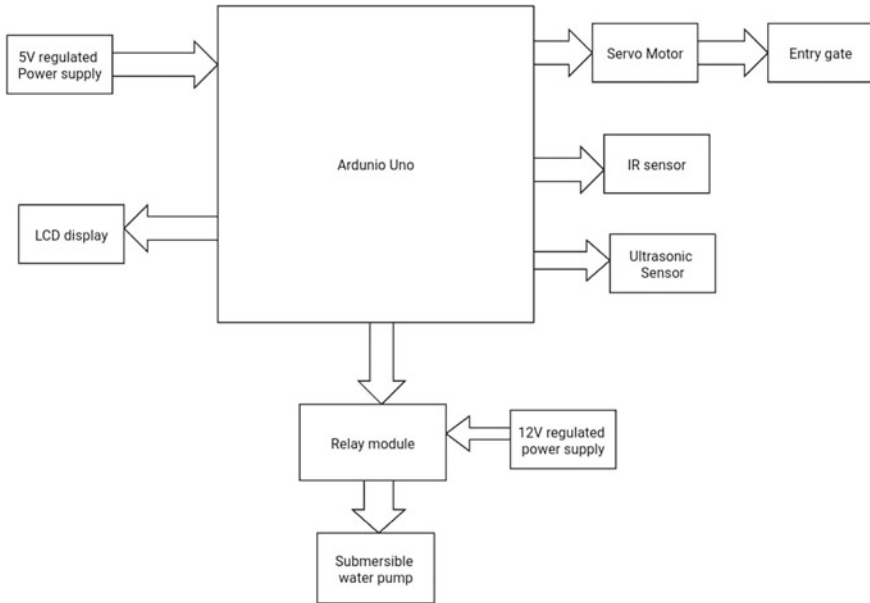 5V regulated
Power supply
Servo Motor
Entry gate
Ardunio Uno
IR sensor
LCD display
Ultrasonic
Sensor
Relay module
12V regulated
power supply
Submersible
water pump